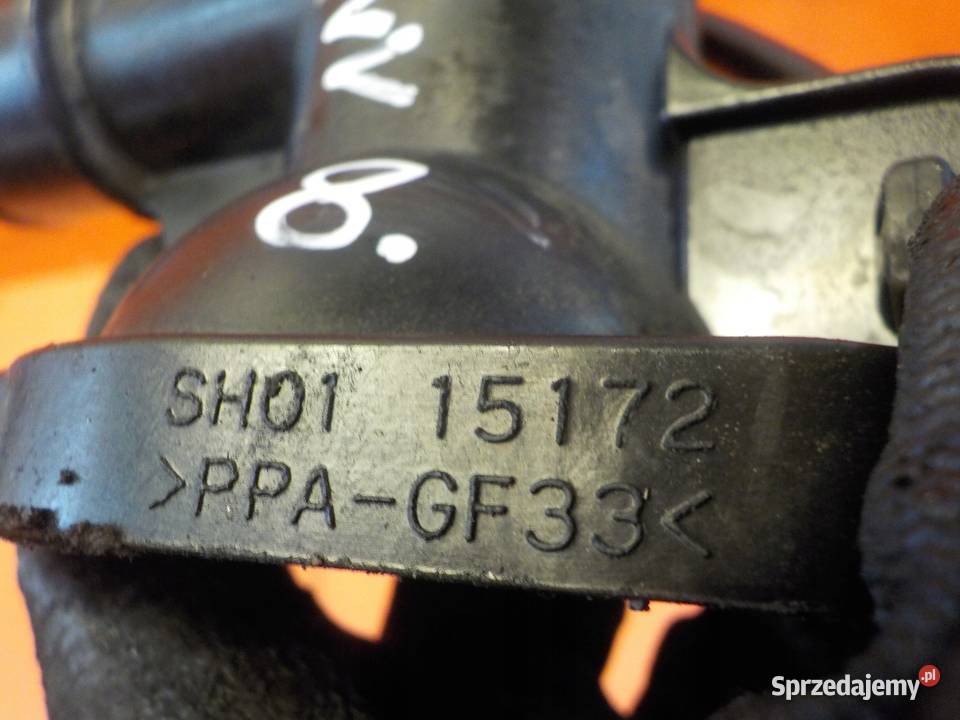 8.
SH01 15172
>PPA-GF33<
Sprzedajemy.pl